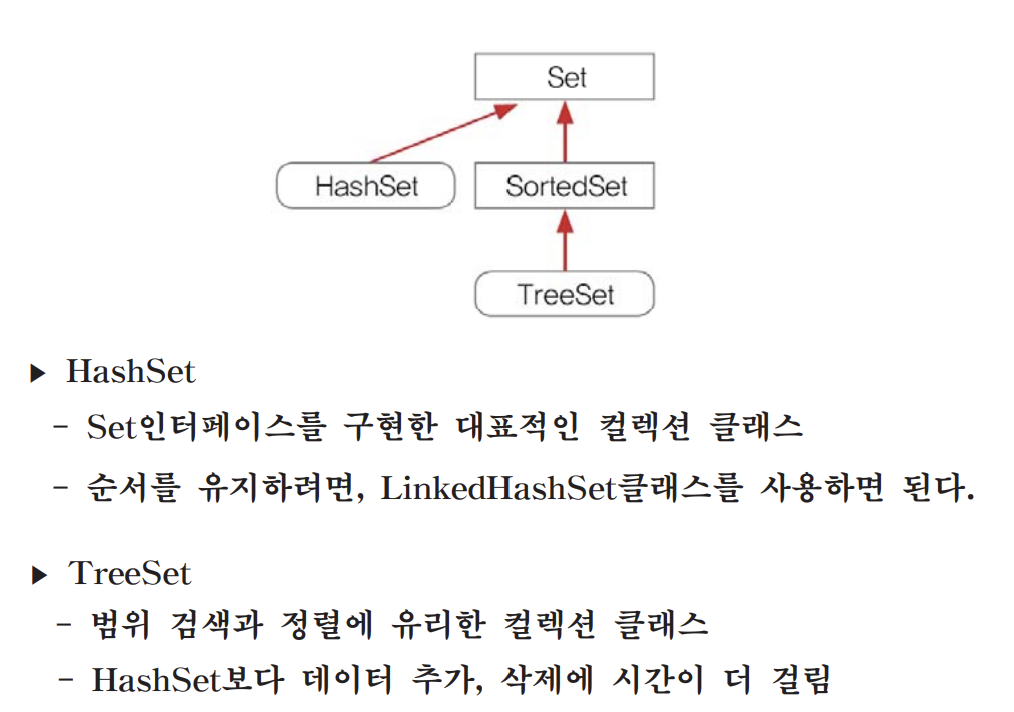 Set
HashSet SortedSet
TreeSet
▶ HashSet
- Set인터페이스를 구현한 대표적인 컬렉션 클래스
- 순서를 유지하려면, LinkedHashSet클래스를 사용하면 된다.
▶ TreeSet
- 범위 검색과 정렬에 유리한 컬렉션 클래스
- HashSet보다 데이터 추가, 삭제에 시간이 더 걸림